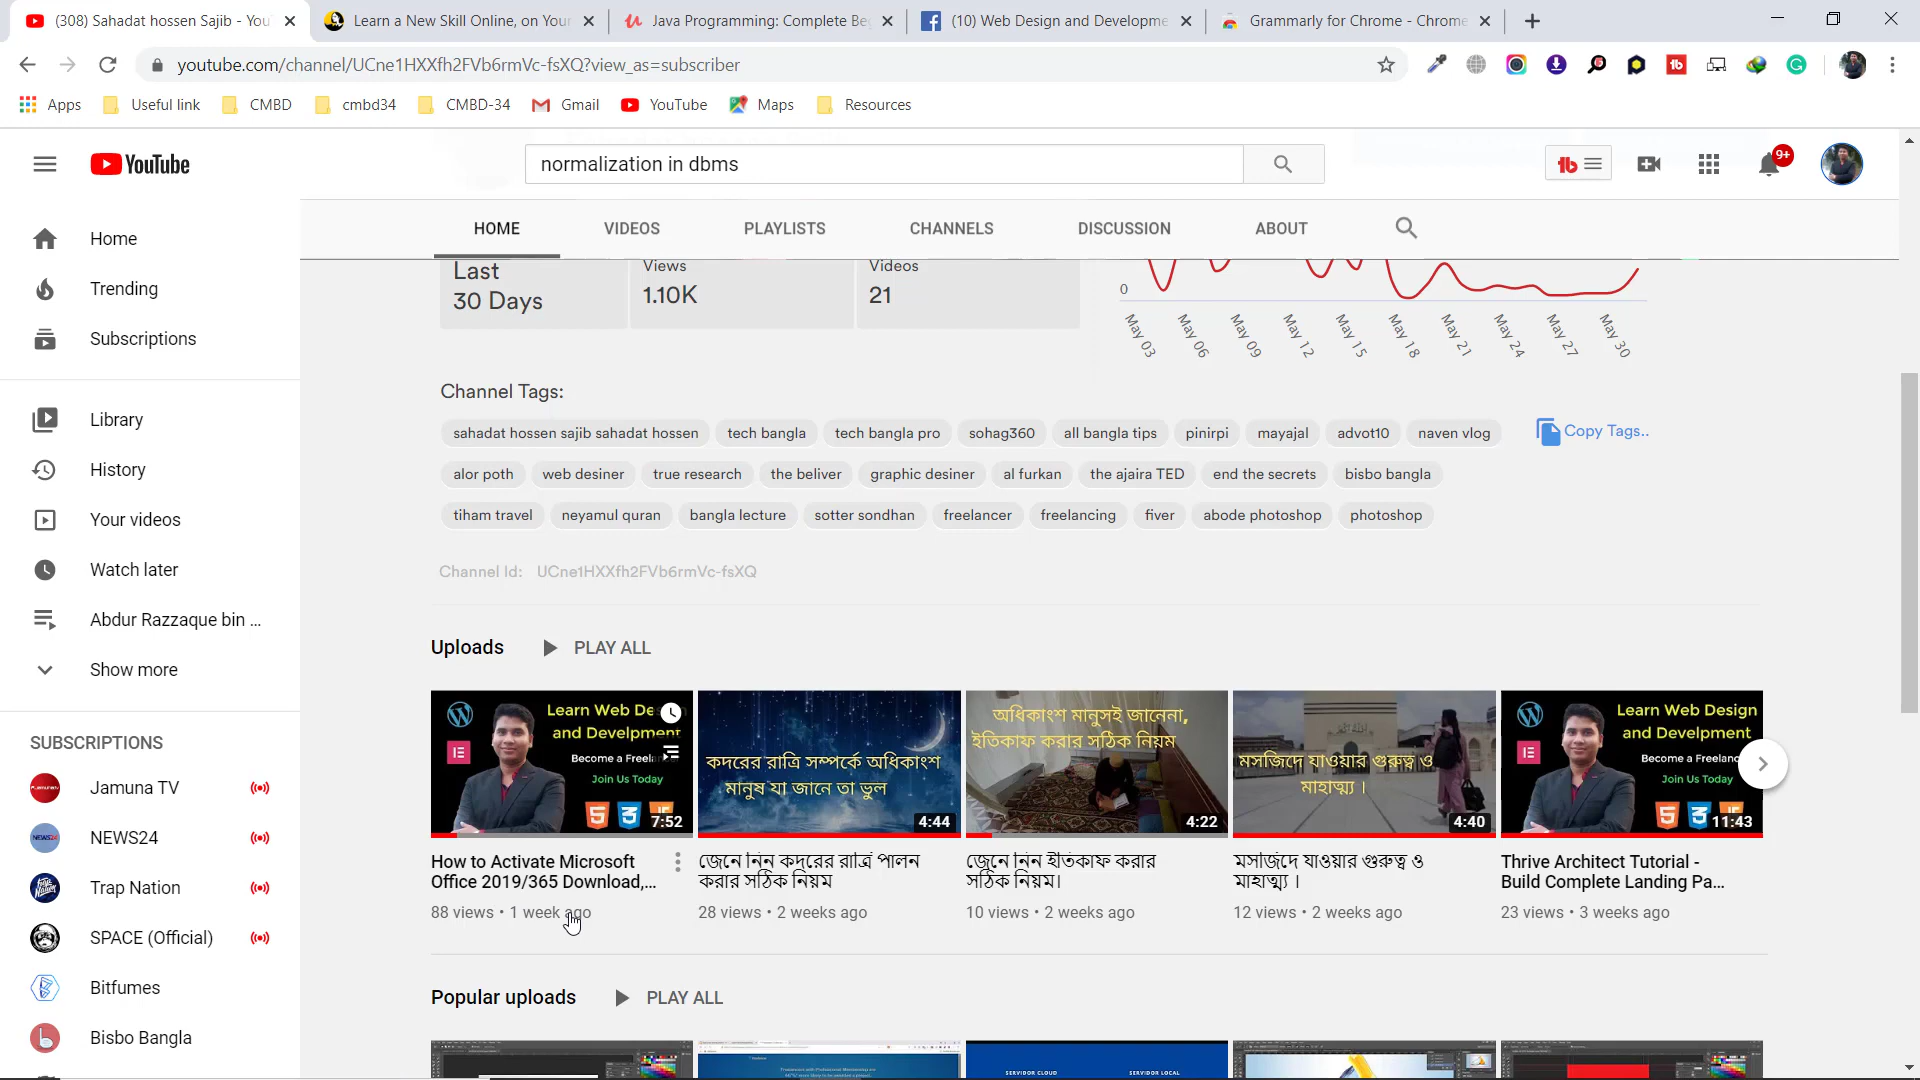 (308) Sahadat hossen Sajib - You
Learn a New Skill Online, on Your
Java Programming: Complete Be
(10) Web Design and Developme
Grammarly for Chrome - Chrome
youtube.com/channel/UCne1HXXfh2FVb6rmVc-fsXQ?view_as=subscriber
Apps
Useful link
CMBD
cmbd34
CMBD-34
Gmail
YouTube
Maps
Resources
YouTube
normalization in dbms
9+
HOME
VIDEOS
PLAYLISTS
CHANNELS
DISCUSSION
ABOUT
Home
Trending
Subscriptions
Library
History
Your videos
Watch later
Abdur Razzaque bin ...
Show more
SUBSCRIPTIONS
Jamuna TV
NEWS24
Trap Nation
SPACE (Official)
Bitfumes
Bisbo Bangla
Last
30 Days
Views
1.10K
Videos
21
0
May 03
May 06
May 09
May 12
May 15
May 18
May 21
May 24
May 27
May 30
Channel Tags:
sahadat hossen sajib sahadat hossen
tech bangla
tech bangla pro
sohag360
all bangla tips
pinirpi
mayajal
advot10
naven vlog
Copy Tags..
alor poth
web desiner
true research
the beliver
graphic desiner
al furkan
the ajaira TED
end the secrets
bisbo bangla
tiham travel
neyamul quran
bangla lecture
sotter sondhan
freelancer
freelancing
fiver
abode photoshop
photoshop
Channel Id: UCne1HXXfh2FVb6rmVc-fsXQ
Uploads
PLAY ALL
Learn Web De
and Develpment
Become a Freela
Join Us Today
7:52
How to Activate Microsoft
Office 2019/365 Download,...
88 views • 1 week ago
কদরের রাত্রি সম্পর্কে অধিকাংশ
মানুষ যা জানে তা ভুল
4:44
জেনে নিন কদরের রাত্রি পালন
করার সঠিক নিয়ম
28 views • 2 weeks ago
অধিকাংশ মানুসই জানেনা,
ইতিকাফ করার সঠিক নিয়ম
4:22
জেনে নিন ইতিকাফ করার
সঠিক নিয়ম।
10 views • 2 weeks ago
মসজিদে যাওয়ার গুরুত্ব ও
মাহাত্ম্য ।
4:40
মসজিদে যাওয়ার গুরুত্ব ও
মাহাত্ম্য ।
12 views • 2 weeks ago
Learn Web Design
and Develpment
Become a Freelanc
Join Us Today
11:43
Thrive Architect Tutorial -
Build Complete Landing Pa...
23 views • 3 weeks ago
Popular uploads
PLAY ALL
SERVIDOR CLOUD
SERVIDOR LOCAL